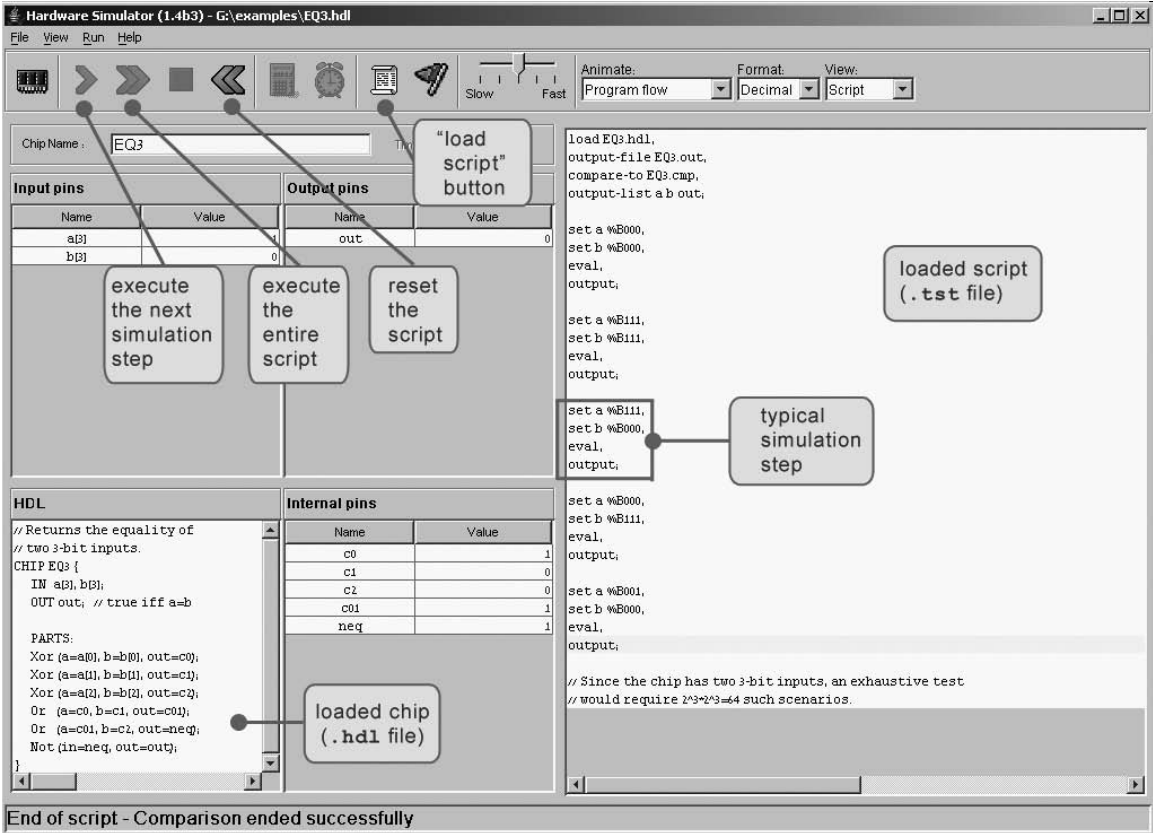 Hardware Simulator (1.4b3) - G:\examples\EQ3.hdl
File View Run Help
Slow Fast
Animate: Format: View:
Program flow Decimal Script
Chip Name : EQ3
"load
script"
button
Input pins
Name Value
a[3] 1
b[3] 0
Output pins
Name Value
out 0
execute
the next
simulation
step
execute
the
entire
script
reset
the
script
HDL
// Returns the equality of
// two 3-bit inputs.
CHIP EQ3 {
IN a[3], b[3];
OUT out; // true iff a=b
PARTS:
Xor (a=a[0], b=b[0], out=c0);
Xor (a=a[1], b=b[1], out=c1);
Xor (a=a[2], b=b[2], out=c2);
Or (a=c0, b=c1, out=c01);
Or (a=c01, b=c2, out=neq);
Not (in=neq, out=out);
}
loaded chip
(.hdl file)
Internal pins
Name Value
c0 1
c1 0
c2 0
c01 1
neq 1
load EQ3.hdl,
output-file EQ3.out,
compare-to EQ3.cmp,
output-list a b out;
set a %B000,
set b %B000,
eval,
output;
set a %B111,
set b %B111,
eval,
output;
set a %B111,
set b %B000,
eval,
output;
set a %B000,
set b %B111,
eval,
output;
set a %B001,
set b %B000,
eval,
output;
// Since the chip has two 3-bit inputs, an exhaustive test
// would require 2^3*2^3=64 such scenarios.
loaded script
(.tst file)
typical
simulation
step
End of script - Comparison ended successfully